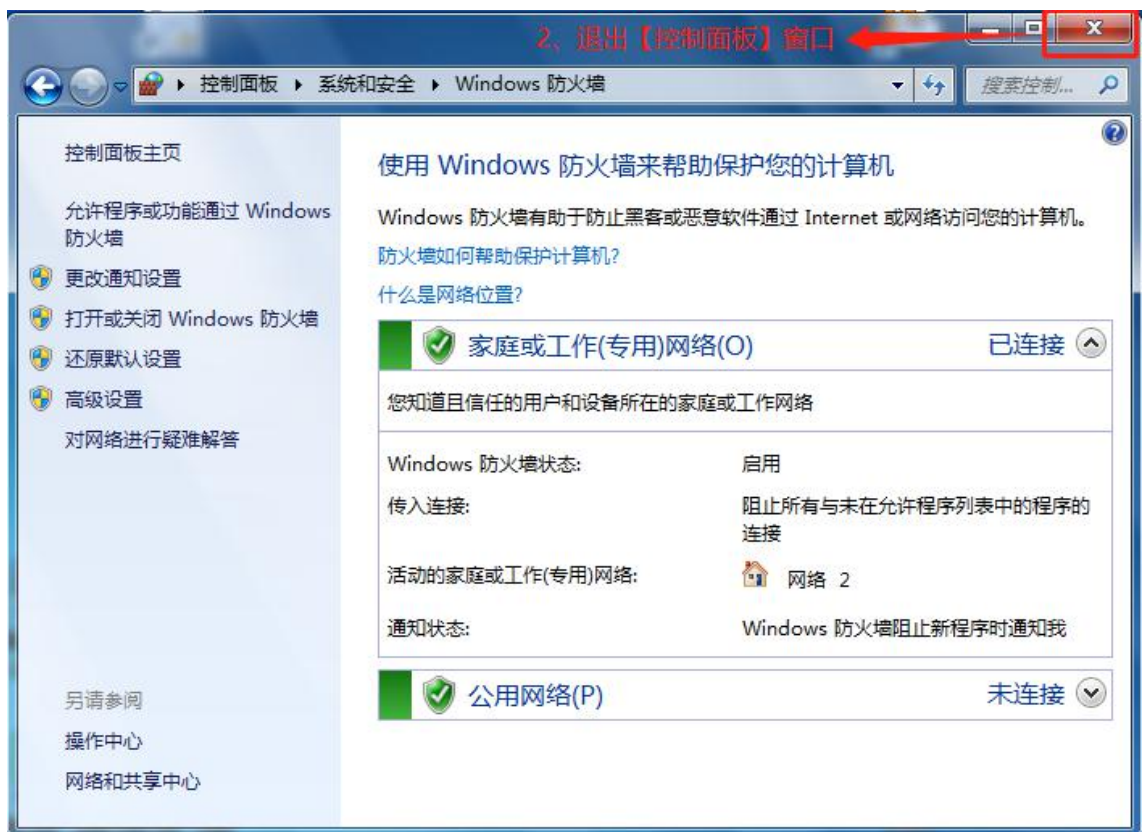 2、退出【控制面板】窗口
控制面板 ▸ 系统和安全 ▸ Windows 防火墙
搜索控制...
控制面板主页
允许程序或功能通过 Windows
防火墙
更改通知设置
打开或关闭 Windows 防火墙
还原默认设置
高级设置
对网络进行疑难解答
另请参阅
操作中心
网络和共享中心
使用 Windows 防火墙来帮助保护您的计算机
Windows 防火墙有助于防止黑客或恶意软件通过 Internet 或网络访问您的计算机。
防火墙如何帮助保护计算机?
什么是网络位置?
家庭或工作(专用)网络(O) 已连接
您知道且信任的用户和设备所在的家庭或工作网络
Windows 防火墙状态: 启用
传入连接: 阻止所有与未在允许程序列表中的程序的
连接
活动的家庭或工作(专用)网络: 网络 2
通知状态: Windows 防火墙阻止新程序时通知我
公用网络(P) 未连接